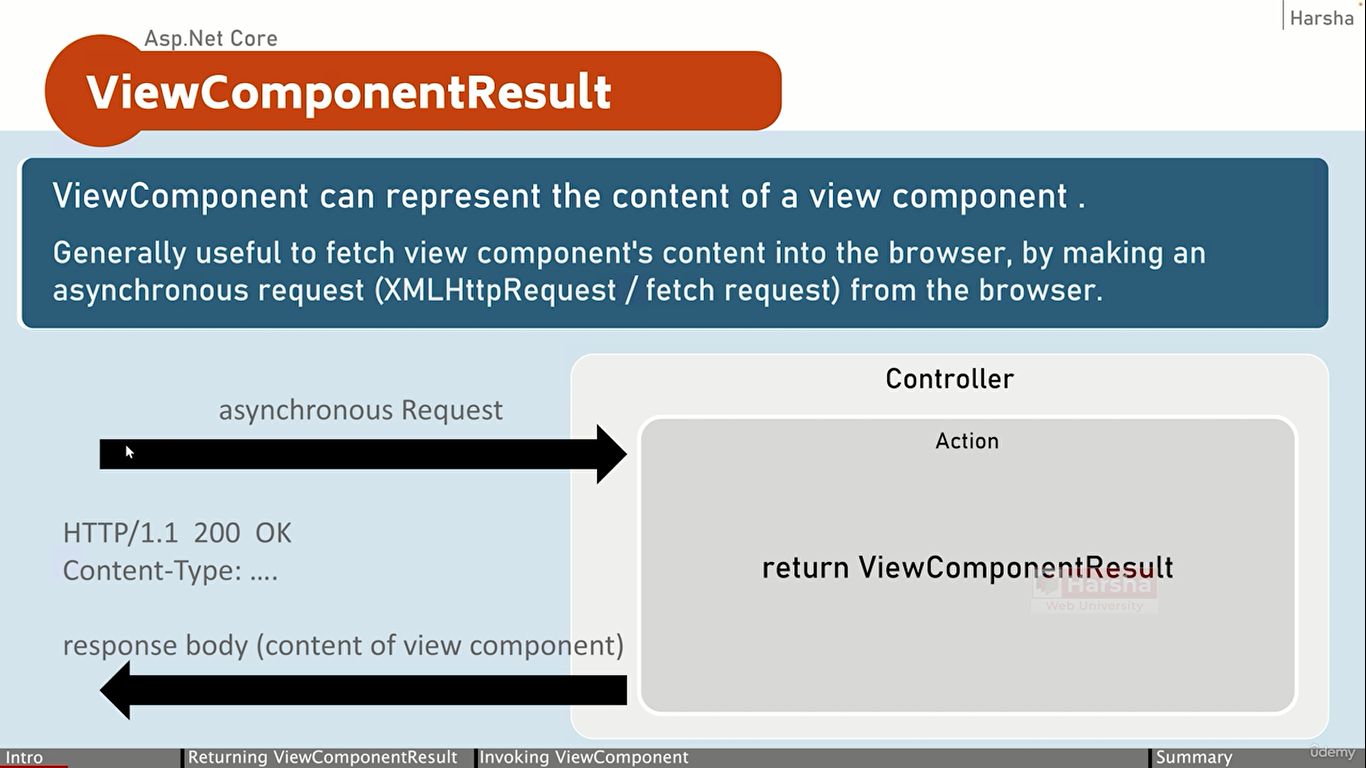 Harsha
Asp.Net Core
ViewComponentResult
ViewComponent can represent the content of a view component .
Generally useful to fetch view component's content into the browser, by making an
asynchronous request (XMLHttpRequest / fetch request) from the browser.
Controller
asynchronous Request
Action
HTTP/1.1 200 OK
Content-Type: ....
return ViewComponentResult
Harsha
Web University
response body (content of view component)
Intro
Returning ViewComponentResult
Invoking ViewComponent
Summary
ûdemy